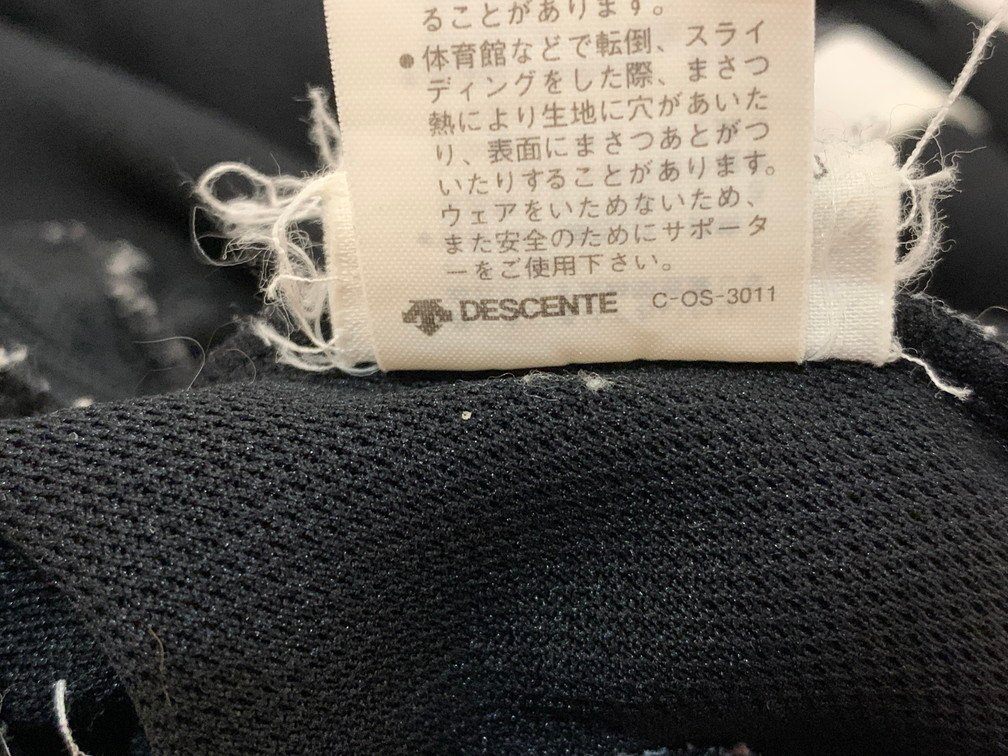 ることがあります。
●体育館などで転倒、スライ
ディングをした際、まさつ
熱により生地に穴があいた
り、表面にまさつあとがつ
いたりすることがあります。
ウェアをいためないため、
また安全のためにサポータ
ーをご使用下さい。
DESCENTE C-OS-3011